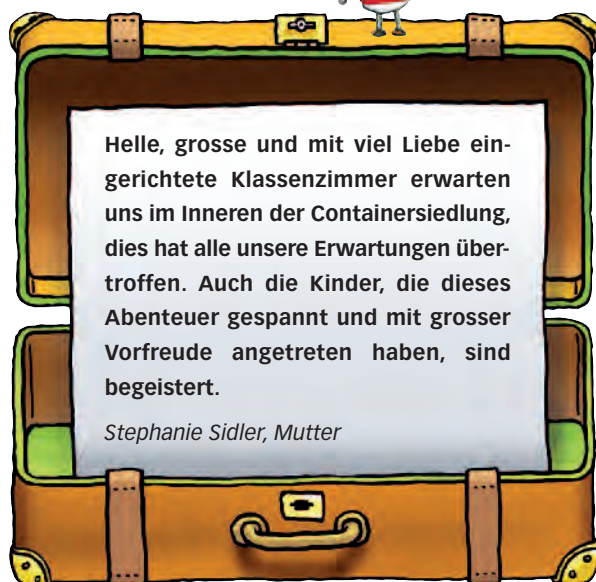 Helle, grosse und mit viel Liebe ein-
gerichtete Klassenzimmer erwarten
uns im Inneren der Containersiedlung,
dies hat alle unsere Erwartungen über-
troffen. Auch die Kinder, die dieses
Abenteuer gespannt und mit grosser
Vorfreude angetreten haben, sind
begeistert.
Stephanie Sidler, Mutter